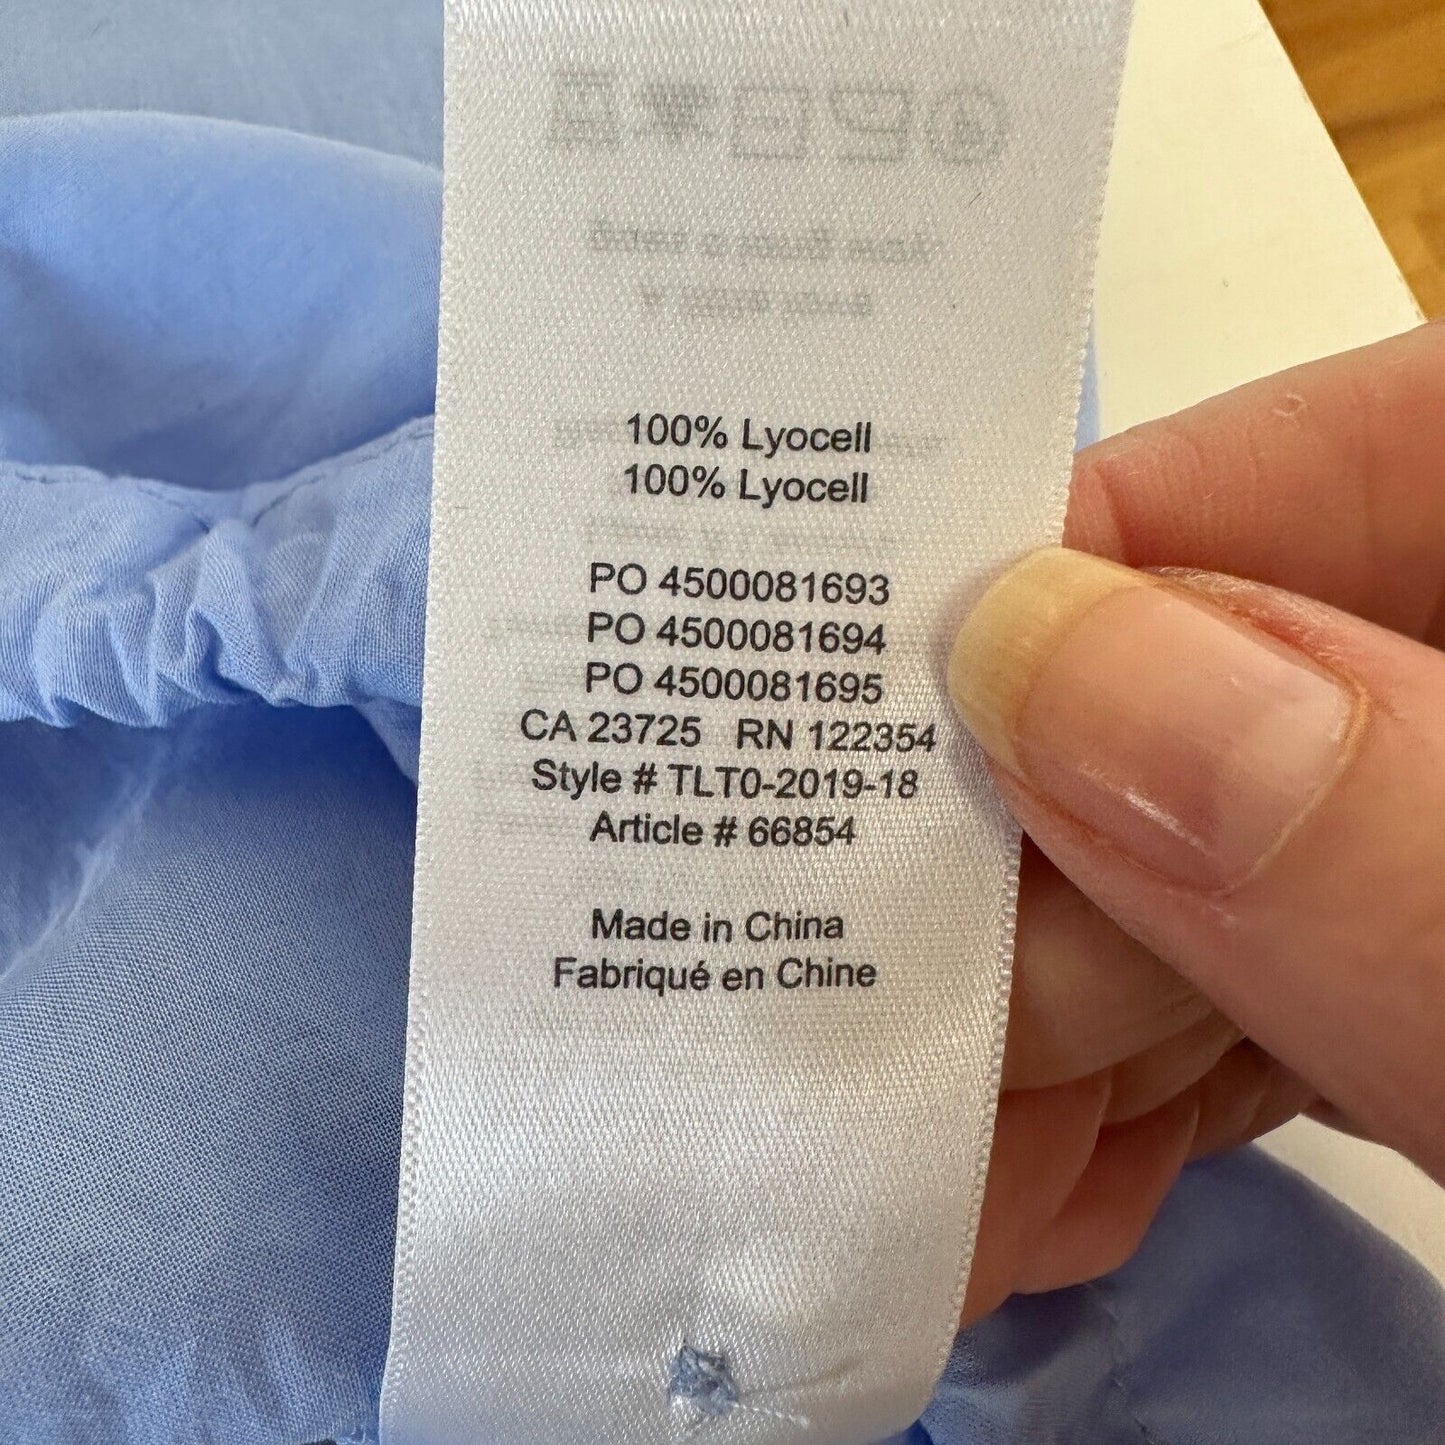 100% Lyocell
100% Lyocell
PO 4500081693
PO 4500081694
PO 4500081695
CA 23725 RN 122354
Style # TLT0-2019-18
Article # 66854
Made in China
Fabriqué en Chine